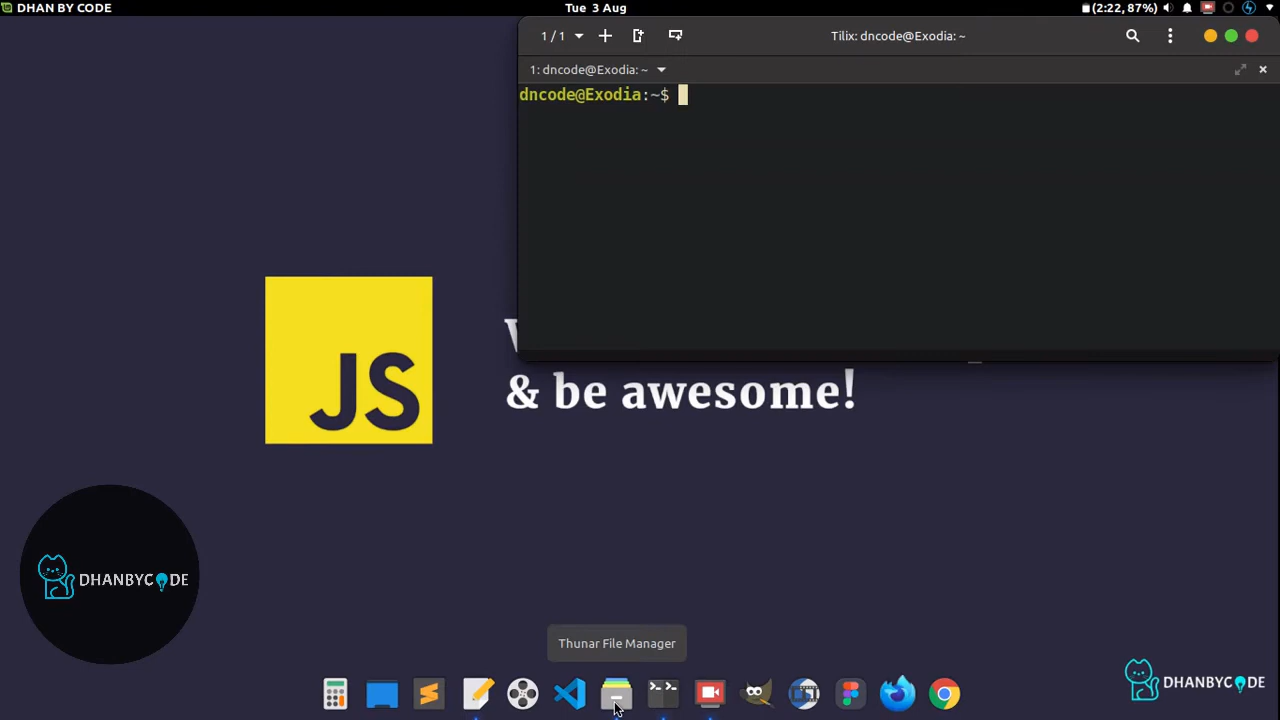 DHAN BY CODE
Tue 3 Aug
(2:22, 87%)
1 / 1
Tilix: dncode@Exodia: ~
1: dncode@Exodia: ~
dncode@Exodia:~$
JS
& be awesome!
DHANBYCODE
Thunar File Manager
DHANBYCODE